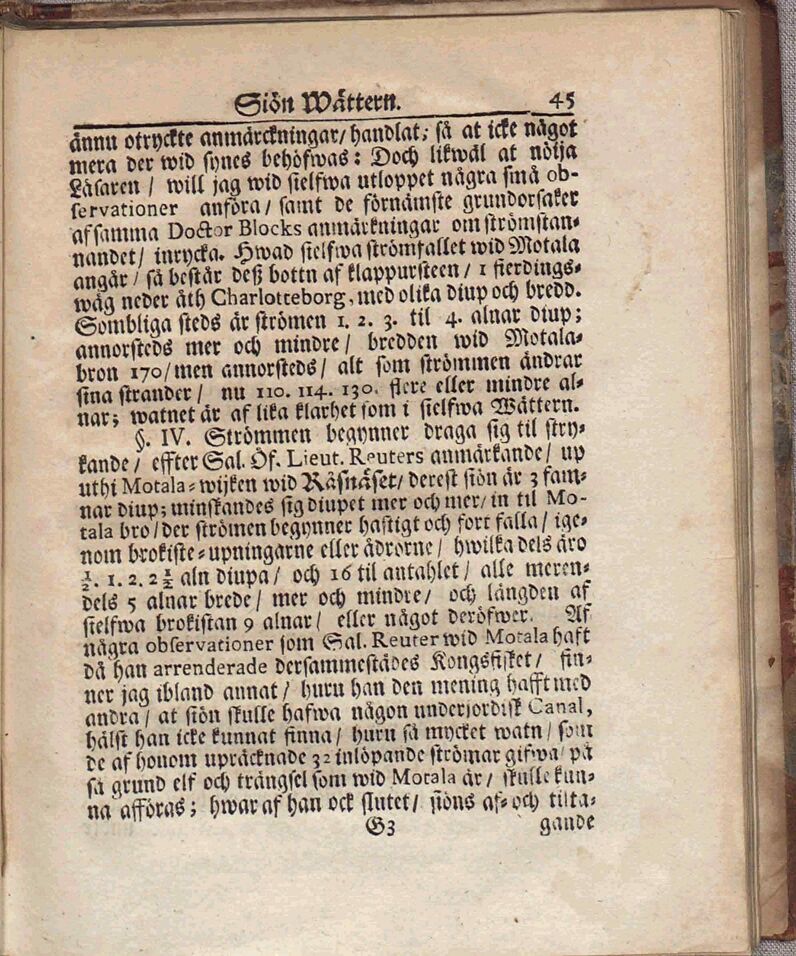 Siön Wättern. 45
ännu otryckte anmärckningar/ handlat; så at icke något
mera der wid synes behöfwas: Doch likwäl at nöija
Läsaren / will jag wid sielfwa utloppet några små ob-
servationer anföra / samt de förnämste grundorsaker
af samma Doctor Blocks anmärkningar om strömstan-
nandet/ inrycka. Hwad sielfwa strömfallet wid Motala
angår / så består deß bottn af klappursteen / 1 fierdings-
wäg neder åth Charlotteborg, med olika diup och bredd.
Sombliga steds är strömen 1. 2. 3. til 4. alnar diup;
annorsteds mer och mindre / bredden wid Motala-
bron 170/ men annorsteds / alt som strömmen ändrar
sina strander / nu 110. 114. 130. flere eller mindre al-
nar; watnet är af lika klarhet som i sielfwa Wättern.
§. IV. Strömmen begynner draga sig til stry-
kande / effter Sal. Öf. Lieut. Reuters anmärkande / up
uthi Motala-wijken wid Råsnäset/ derest siön är 3 fam-
nar diup; minskandes sig diupet mer och mer/ in til Mo-
tala bro / der strömen begynner hastigt och fort falla / ige-
nom brokiste-upningarne eller ådrorne / hwilka dels äro
½. 1. 2. 2½ aln diupa / och 16 til antahlet / alle meren-
dels 5 alnar brede / mer och mindre / och längden af
sielfwa brokistan 9 alnar / eller något deröfwer. Af
några observationer som Sal. Reuter wid Motala haft
då han arrenderade dersammestädes Kongsfisket / fin-
ner jag ibland annat / huru han den mening hafft med
andra / at siön skulle hafwa någon underjordisk Canal,
hälst han icke kunnat finna / huru så mycket watn / som
de af honom upräcknade 32 inlöpande strömar gifwa/ på
så grund elf och trängsel som wid Motala är / skulle kun-
na afföras; hwar af han ock slutet / siöns af- och tilta-
G3 gande